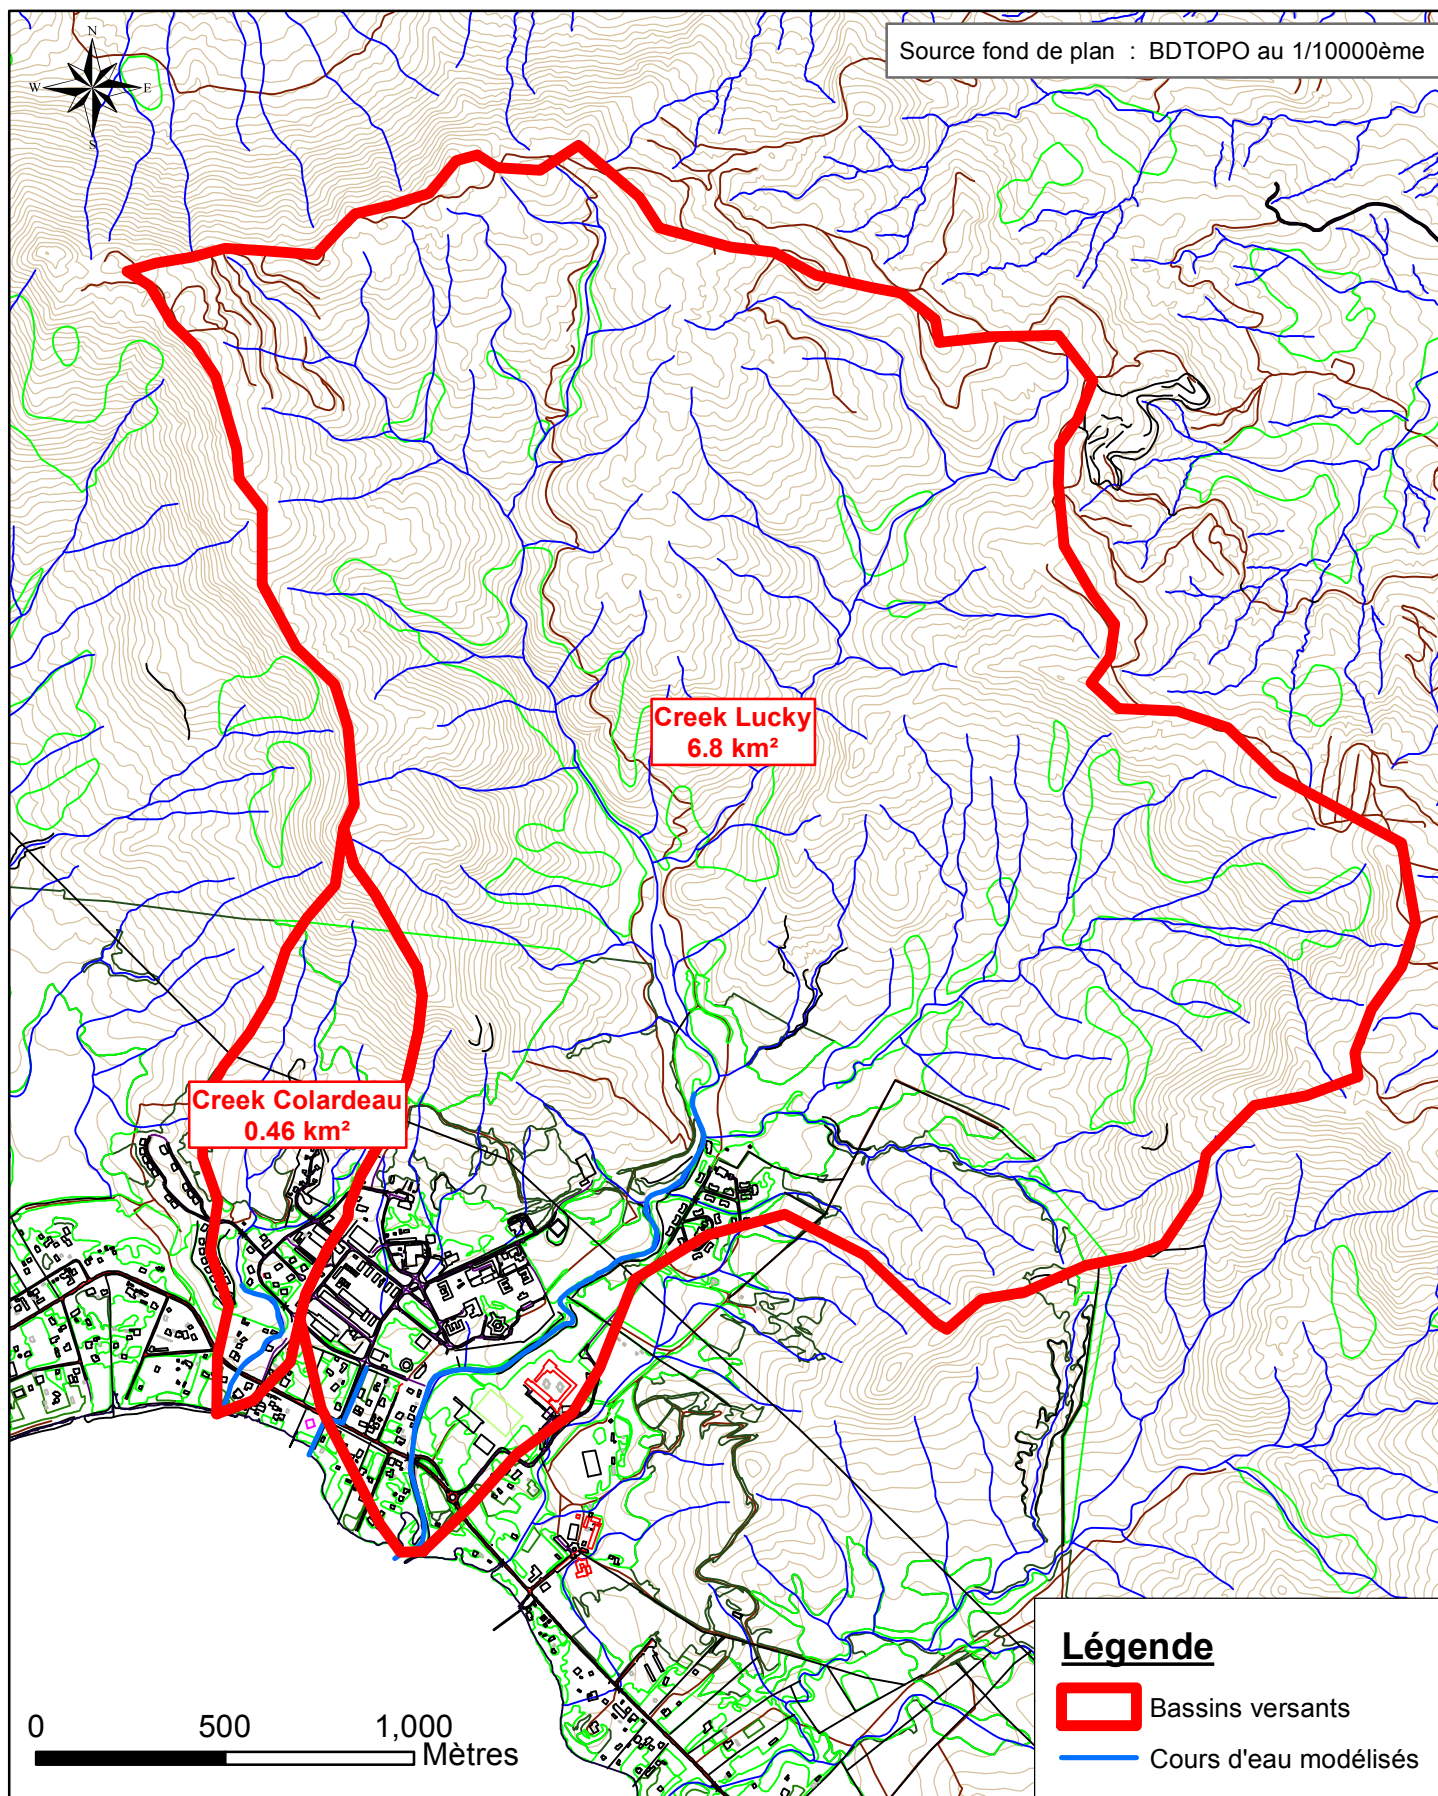 N
Source fond de plan : BDTOPO au 1/10000ème
W
E
S
Creek Lucky
6.8 km²
Creek Colardeau
0.46 km²
Légende
Bassins versants
0 500 1,000
Mètres
Cours d'eau modélisés